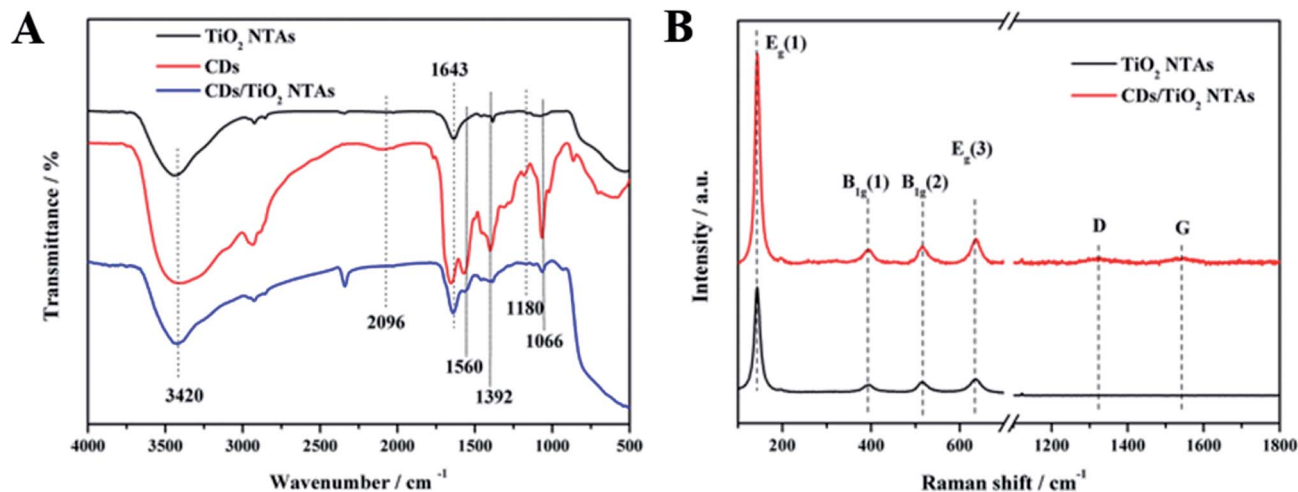 A
TiO2 NTAs
CDs
CDs/TiO2 NTAs
1643
2096
1180
1066
1560
3420
1392
Transmittance / %
4000 3500 3000 2500 2000 1500 1000 500
Wavenumber / cm-1
B
Eg(1)
TiO2 NTAs
CDs/TiO2 NTAs
Eg(3)
B1g(1) B1g(2)
D G
Intensity / a.u.
200 400 600 1200 1400 1600 1800
Raman shift / cm-1